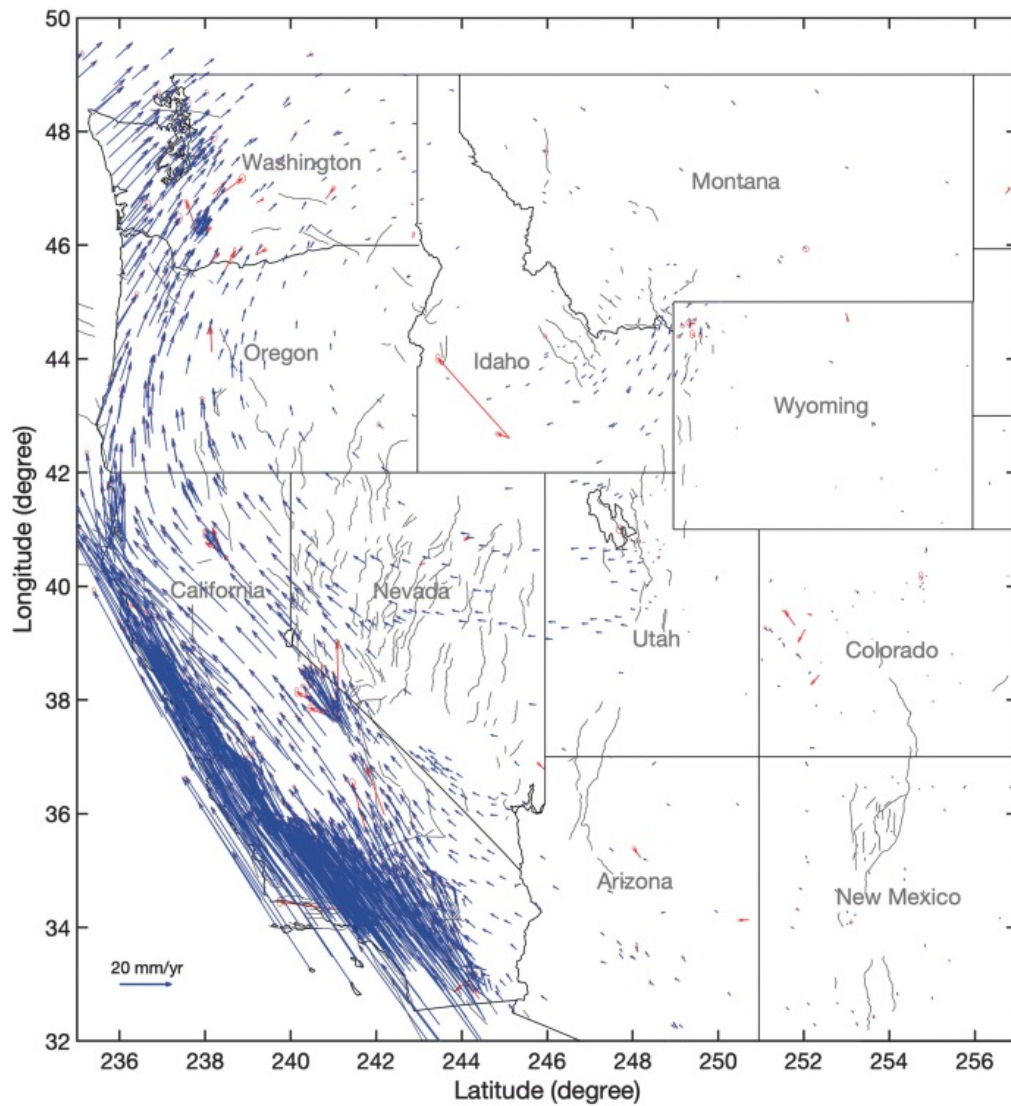 50
48
46
44
42
40
38
36
34
32
Longitude (degree)
Washington
Montana
Oregon
Idaho
Wyoming
California
Nevada
Utah
Colorado
Arizona
New Mexico
20 mm/yr
236 238 240 242 244 246 248 250 252 254 256
Latitude (degree)